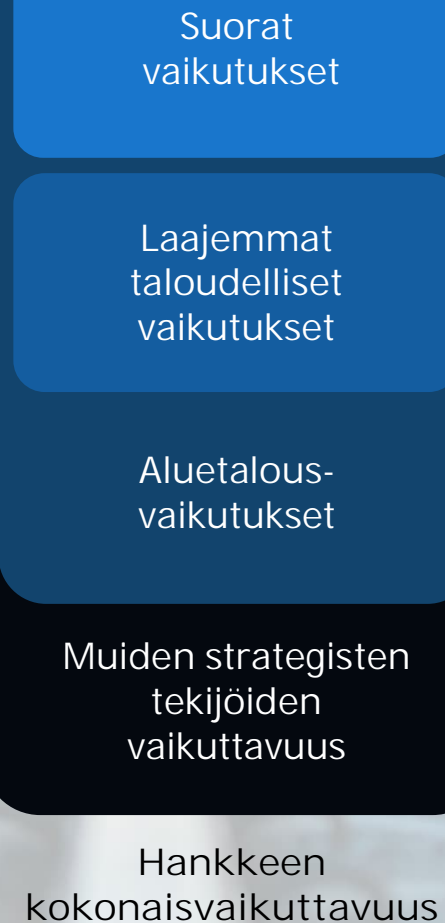 Suorat
vaikutukset
Laajemmat
taloudelliset
vaikutukset
Aluetalous-
vaikutukset
Muiden strategisten
tekijöiden
vaikuttavuus
Hankkeen
kokonaisvaikuttavuus